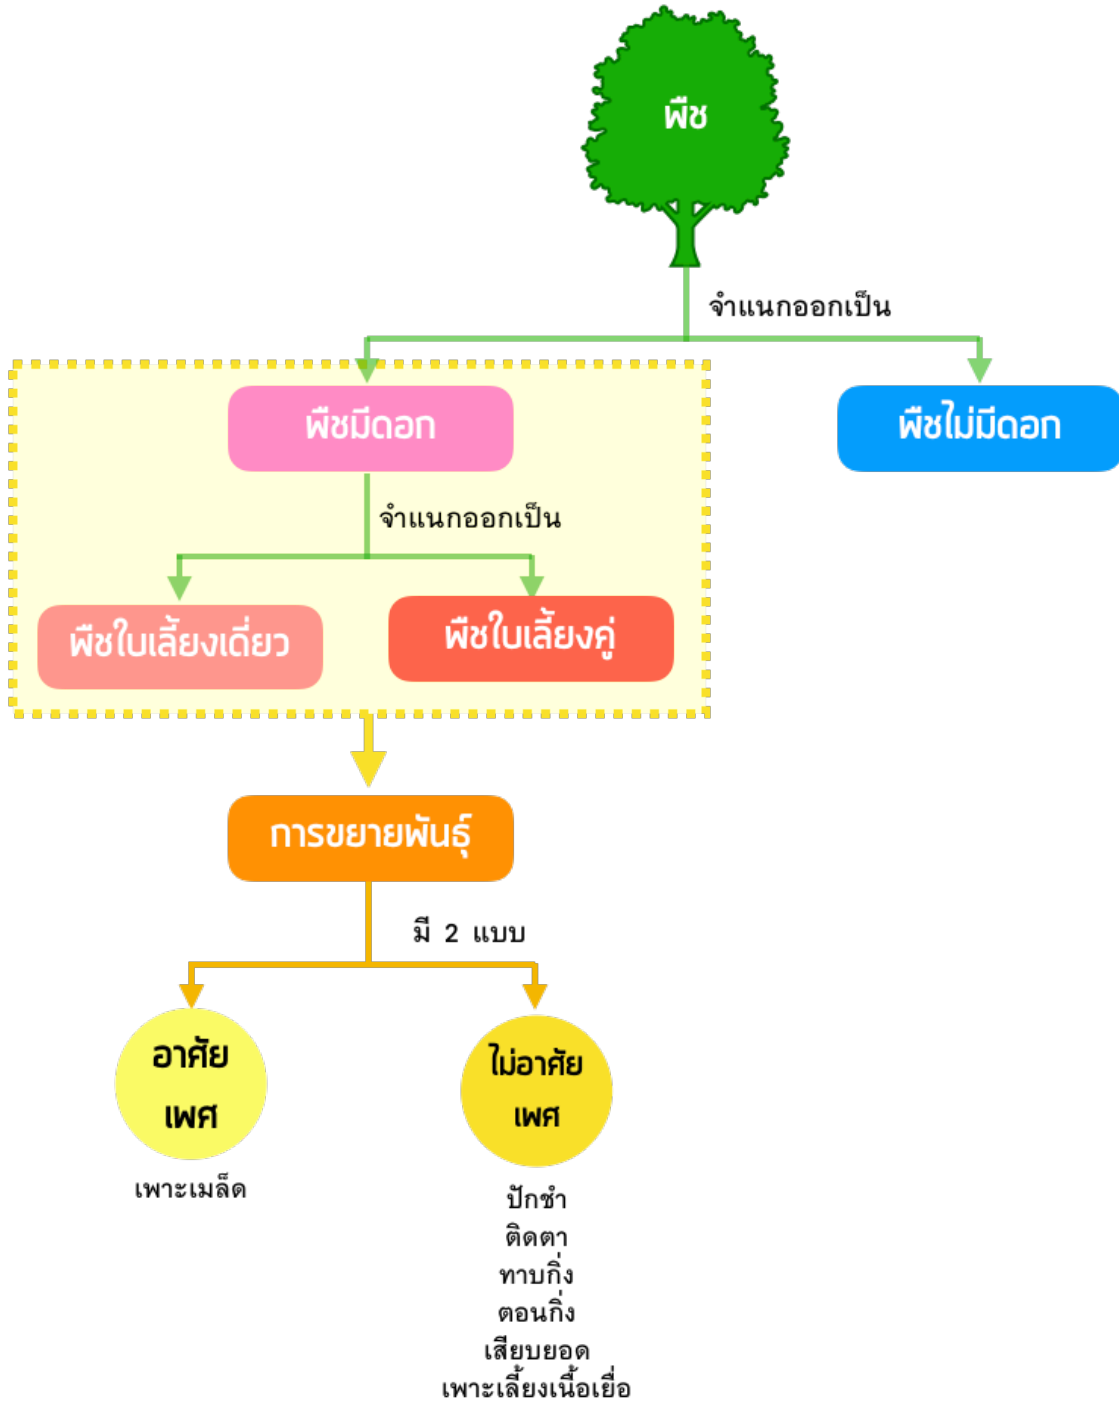 พืช
จำแนกออกเป็น
พืชมีดอก
พืชไม่มีดอก
จำแนกออกเป็น
พืชใบเลี้ยงเดี่ยว
พืชใบเลี้ยงคู่
การขยายพันธุ์
มี 2 แบบ
อาศัย
เพศ
เพาะเมล็ด
ไม่อาศัย
เพศ
ปักชำ
ติดตา
ทาบกิ่ง
ตอนกิ่ง
เสียบยอด
เพาะเลี้ยงเนื้อเยื่อ